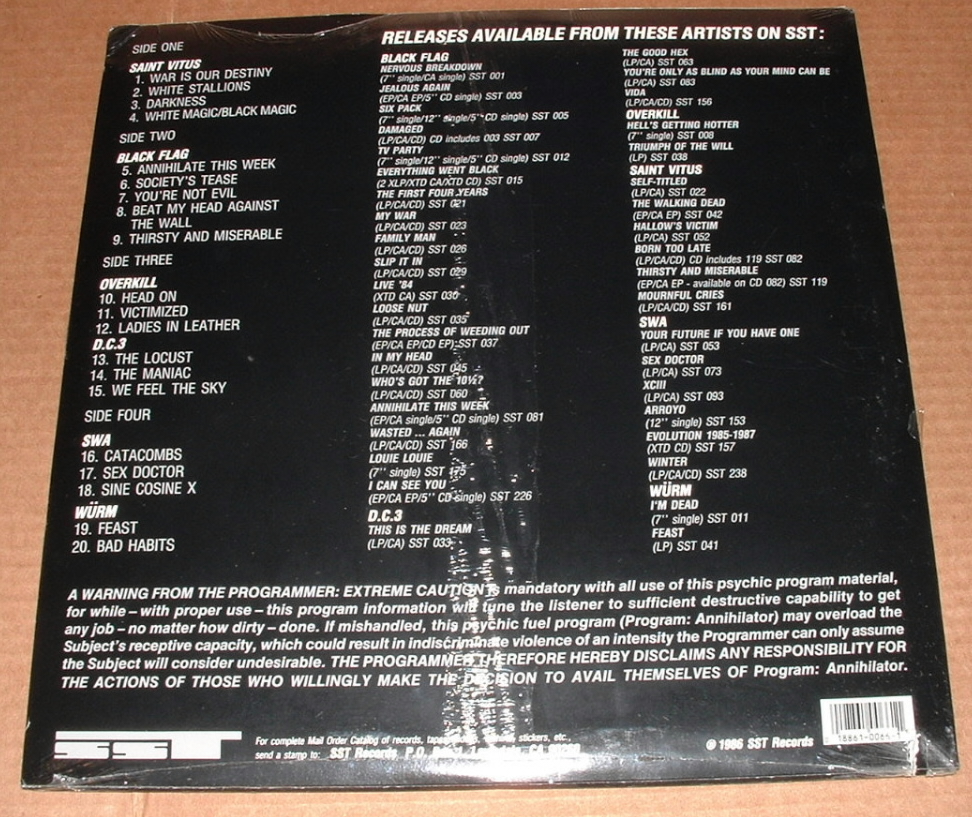 SIDE ONE
SAINT VITUS
1. WAR IS OUR DESTINY
2. WHITE STALLIONS
3. DARKNESS
4. WHITE MAGIC/BLACK MAGIC
SIDE TWO
BLACK FLAG
5. ANNIHILATE THIS WEEK
6. SOCIETY'S TEASE
7. YOU'RE NOT EVIL
8. BEAT MY HEAD AGAINST
THE WALL
9. THIRSTY AND MISERABLE
SIDE THREE
OVERKILL
10. HEAD ON
11. VICTIMIZED
12. LADIES IN LEATHER
D.C.3
13. THE LOCUST
14. THE MANIAC
15. WE FEEL THE SKY
SIDE FOUR
SWA
16. CATACOMBS
17. SEX DOCTOR
18. SINE COSINE X
WÜRM
19. FEAST
20. BAD HABITS
RELEASES AVAILABLE FROM THESE ARTISTS ON SST:
BLACK FLAG
NERVOUS BREAKDOWN
(7'' single/CA single) SST 001
JEALOUS AGAIN
(EP/CA EP/5'' CD single) SST 003
SIX PACK
(7'' single/12'' single/5'' CD single) SST 005
DAMAGED
(LP/CA/CD) CD includes 003 SST 007
TV PARTY
(7'' single/12'' single/5'' CD single) SST 012
EVERYTHING WENT BLACK
(2 XLP/XTD CA/XTD CD) SST 015
THE FIRST FOUR YEARS
(LP/CA/CD) SST 021
MY WAR
(LP/CA/CD) SST 023
FAMILY MAN
(LP/CA/CD) SST 026
SLIP IT IN
(LP/CA/CD) SST 029
LIVE '84
(XTD CA) SST 030
LOOSE NUT
(LP/CA/CD) SST 035
THE PROCESS OF WEEDING OUT
(EP/CA EP/CD EP) SST 037
IN MY HEAD
(LP/CA/CD) SST 045
WHO'S GOT THE 10½?
(LP/CA/CD) SST 060
ANNIHILATE THIS WEEK
(EP/CA single/5'' CD single) SST 081
WASTED ... AGAIN
(LP/CA/CD) SST 166
LOUIE LOUIE
(7'' single) SST 175
I CAN SEE YOU
(EP/CA EP/5'' CD single) SST 226
D.C.3
THIS IS THE DREAM
(LP/CA) SST 033
THE GOOD HEX
(LP/CA) SST 063
YOU'RE ONLY AS BLIND AS YOUR MIND CAN BE
(LP/CA) SST 083
VIDA
(LP/CA/CD) SST 156
OVERKILL
HELL'S GETTING HOTTER
(7'' single) SST 008
TRIUMPH OF THE WILL
(LP) SST 038
SAINT VITUS
SELF-TITLED
(LP/CA) SST 022
THE WALKING DEAD
(EP/CA EP) SST 042
HALLOW'S VICTIM
(LP/CA) SST 052
BORN TOO LATE
(LP/CA/CD) CD includes 119 SST 082
THIRSTY AND MISERABLE
(EP/CA EP - available on CD 082) SST 119
MOURNFUL CRIES
(LP/CA/CD) SST 161
SWA
YOUR FUTURE IF YOU HAVE ONE
(LP/CA) SST 053
SEX DOCTOR
(LP/CA) SST 073
XCIII
(LP/CA) SST 093
ARROYO
(12'' single) SST 153
EVOLUTION 1985-1987
(XTD CD) SST 157
WINTER
(LP/CA/CD) SST 238
WÜRM
I'M DEAD
(7'' single) SST 011
FEAST
(LP) SST 041
A WARNING FROM THE PROGRAMMER: EXTREME CAUTION is mandatory with all use of this psychic program material,
for while – with proper use – this program information will tune the listener to sufficient destructive capability to get
any job – no matter how dirty – done. If mishandled, this psychic fuel program (Program: Annihilator) may overload the
Subject's receptive capacity, which could result in indiscriminate violence of an intensity the Programmer can only assume
the Subject will consider undesirable. THE PROGRAMMER THEREFORE HEREBY DISCLAIMS ANY RESPONSIBILITY FOR
THE ACTIONS OF THOSE WHO WILLINGLY MAKE THE DECISION TO AVAIL THEMSELVES OF Program: Annihilator.
SST
For complete Mail Order Catalog of records, stickers, etc.
send a stamp to: SST Records P.O. CA
℗ 1986 SST Records
18861-006